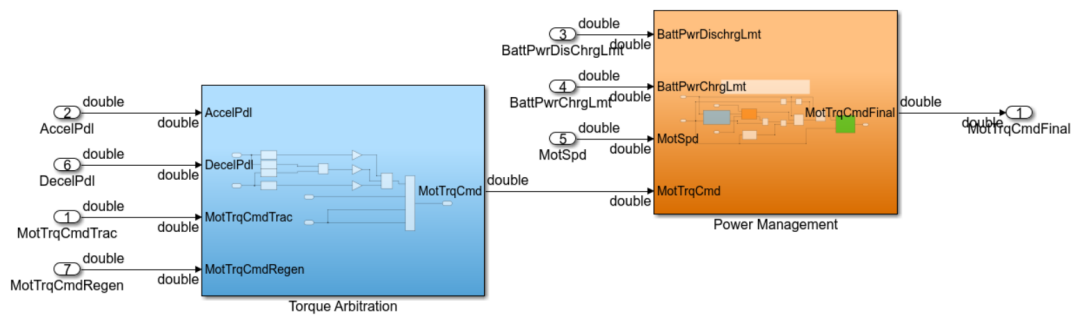 double
3
BattPwrDisChrgLmt
double
BattPwrDischrgLmt
double
4
BattPwrChrgLmt
double
BattPwrChrgLmt
double
5
MotSpd
double
MotSpd
double
MotTrqCmd
MotTrqCmdFinal
double
double
1
MotTrqCmdFinal
Power Management
double
2
AccelPdl
double
AccelPdl
double
6
DecelPdl
double
DecelPdl
double
1
MotTrqCmdTrac
double
MotTrqCmdTrac
double
7
MotTrqCmdRegen
double
MotTrqCmdRegen
MotTrqCmd
double
Torque Arbitration